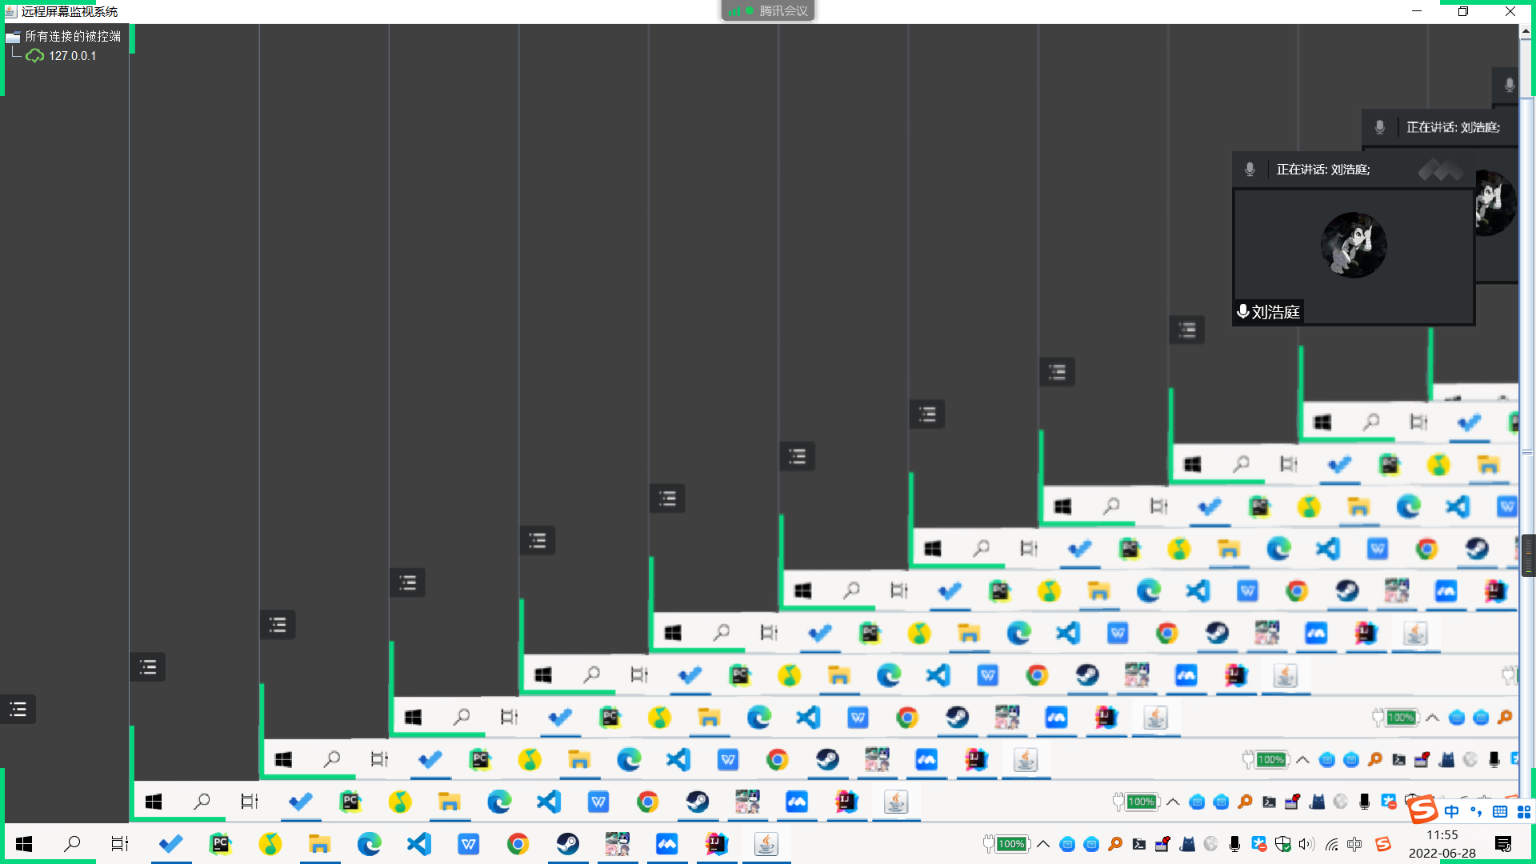 远程屏幕监视系统
腾讯会议
所有连接的被控端
127.0.0.1
正在讲话: 刘浩庭;
正在讲话: 刘浩庭;
刘浩庭
100%
100%
100%
100%
中
11:55
2022-06-28